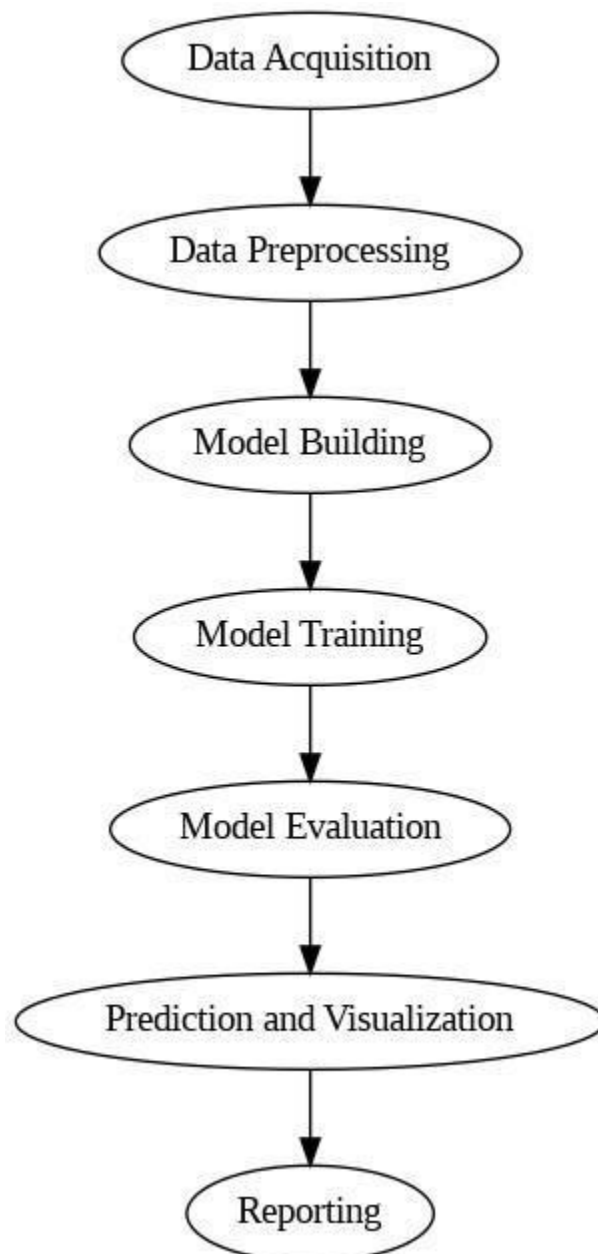 Data Acquisition
Data Preprocessing
Model Building
Model Training
Model Evaluation
Prediction and Visualization
Reporting